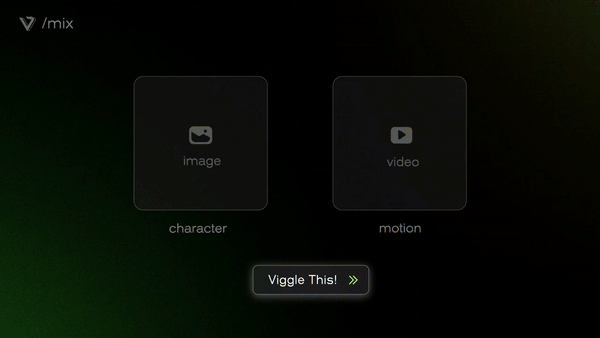 /mix
image
video
character
motion
Viggle This!